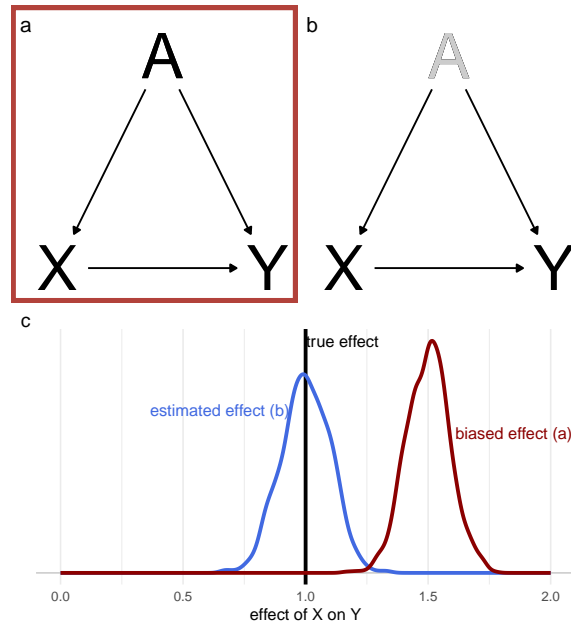 a
b
A
A
X
Y
X
Y
c
true effect
estimated effect (b)
biased effect (a)
0.0
0.5
1.0
1.5
2.0
effect of X on Y